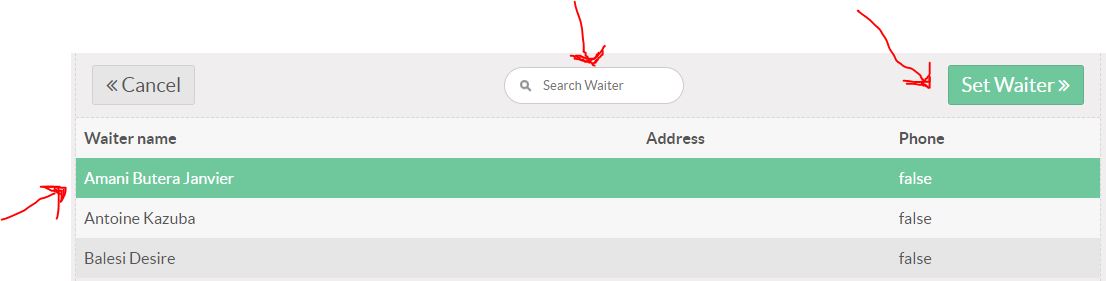 « Cancel Search Waiter Set Waiter »
Waiter name Address Phone
Amani Butera Janvier false
Antoine Kazuba false
Balesi Desire false